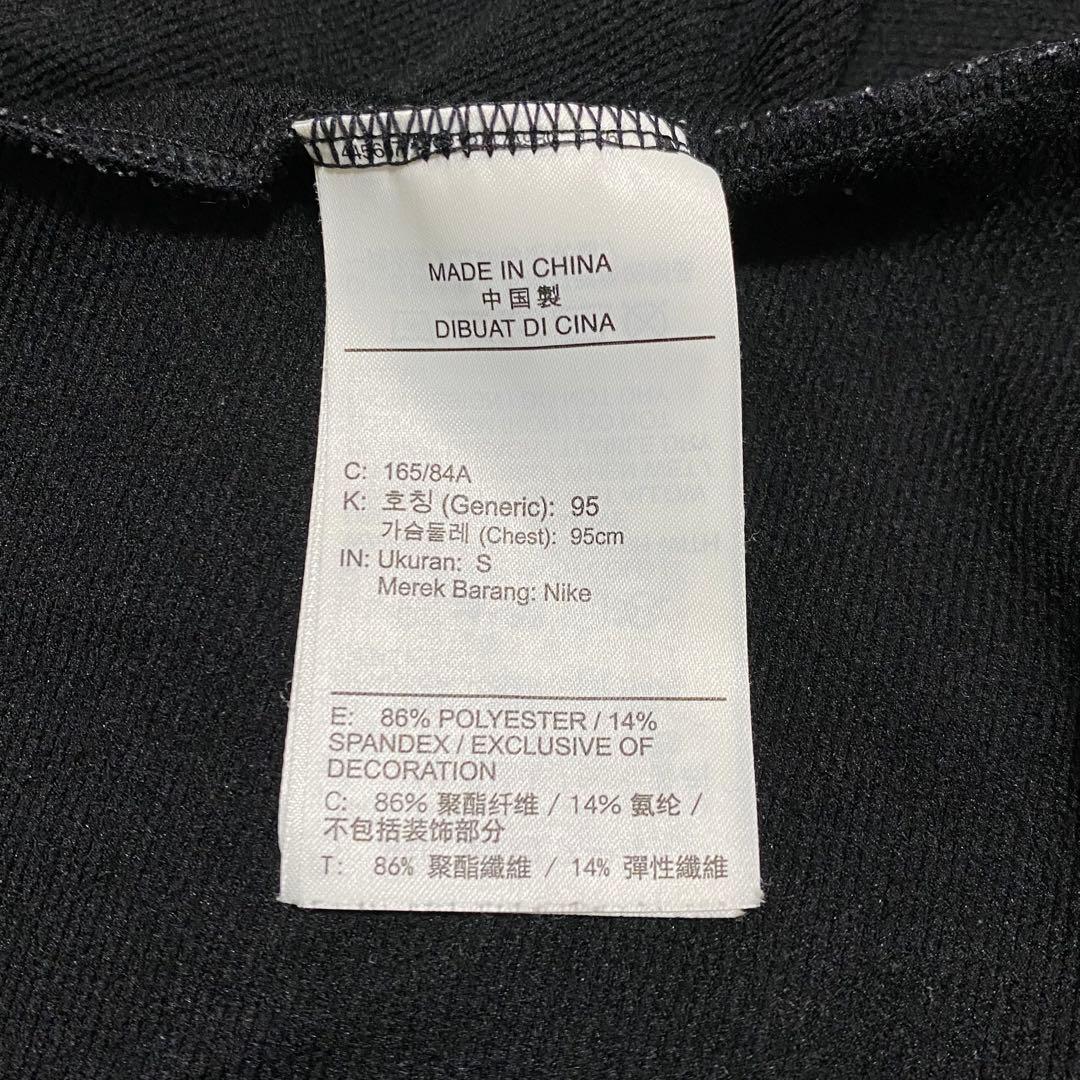 MADE IN CHINA
中国製
DIBUAT DI CINA
C: 165/84A
K: 호칭 (Generic): 95
가슴둘레 (Chest): 95cm
IN: Ukuran: S
Merek Barang: Nike
E: 86% POLYESTER / 14%
SPANDEX / EXCLUSIVE OF
DECORATION
C: 86% 聚酯纤维 / 14% 氨纶 /
不包括装饰部分
T: 86% 聚酯纖維 / 14% 彈性纖維